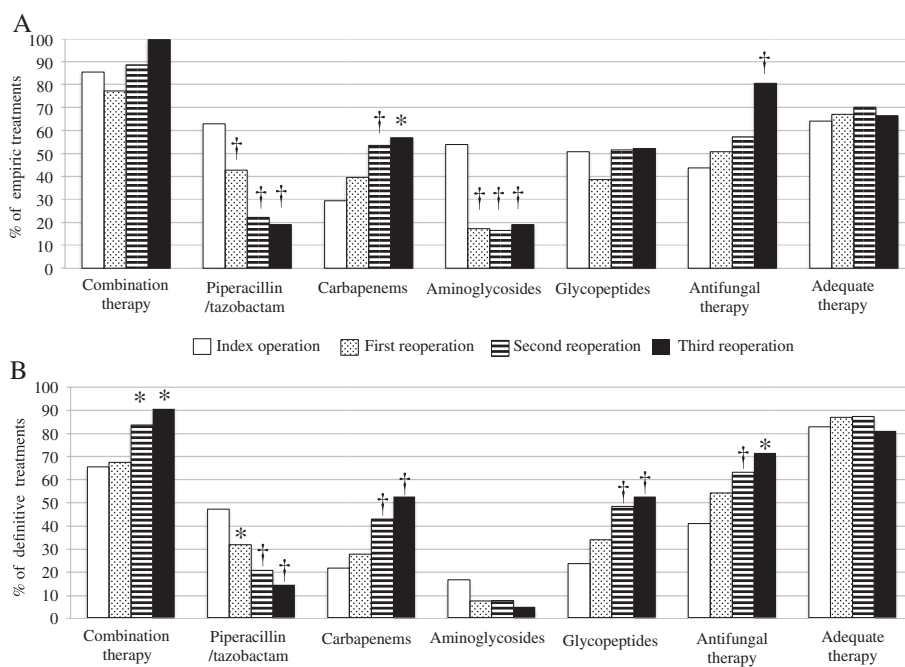 A
100
90
80
70
60
50
40
30
20
10
0
% of empiric treatments
†
† †
†
*
† † †
†
Combination therapy
Piperacillin /tazobactam
Carbapenems
Aminoglycosides
Glycopeptides
Antifungal therapy
Adequate therapy
Index operation
First reoperation
Second reoperation
Third reoperation
B
100
90
80
70
60
50
40
30
20
10
0
% of definitive treatments
* *
*
†
†
†
†
†
†
†
*
Combination therapy
Piperacillin /tazobactam
Carbapenems
Aminoglycosides
Glycopeptides
Antifungal therapy
Adequate therapy